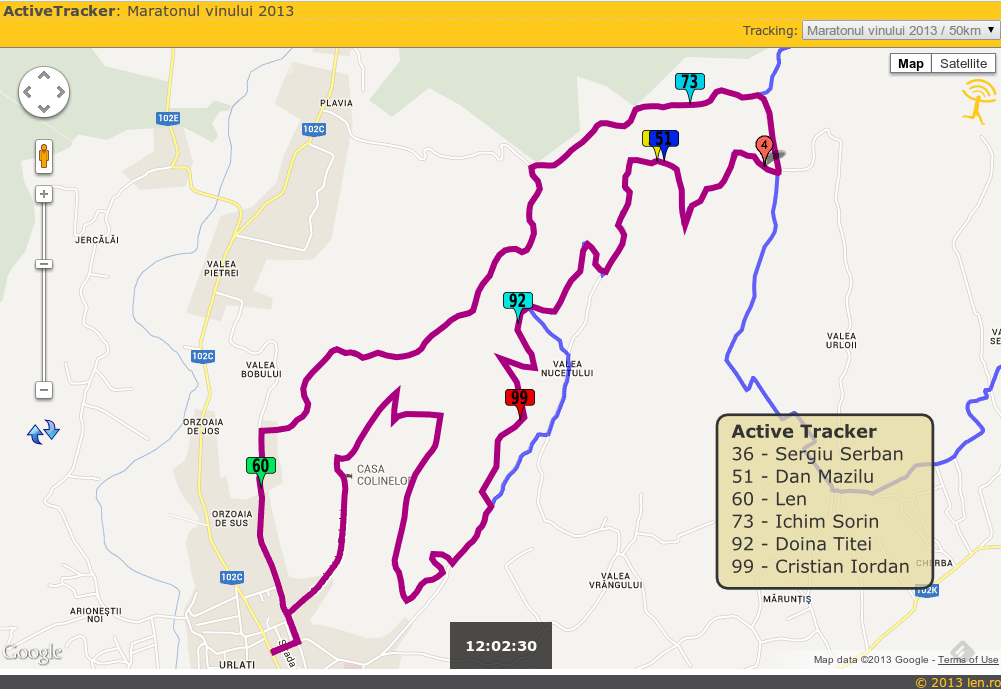 ActiveTracker: Maratonul vinului 2013
Tracking: Maratonul vinului 2013 / 50km
Map Satellite
73
PLAVIA
102E
102C
51
4
JERCĂLĂI
VALEA
PIETREI
92
102C
VALEA
BOBULUI
VALEA
NUCETULUI
VALEA
URLOII
99
ORZOAIA
DE JOS
60
CASA
COLINELOR
Active Tracker
36 - Sergiu Serban
51 - Dan Mazilu
60 - Len
73 - Ichim Sorin
92 - Doina Titei
99 - Cristian Iordan
ORZOAIA
DE SUS
102C
VALEA
VRÂNGULUI
CHERBA
102K
MĂRUNȚIȘ
ARIONEȘTII
NOI
12:02:30
Google
URLATI
Map data ©2013 Google - Terms of Use
© 2013 len.ro